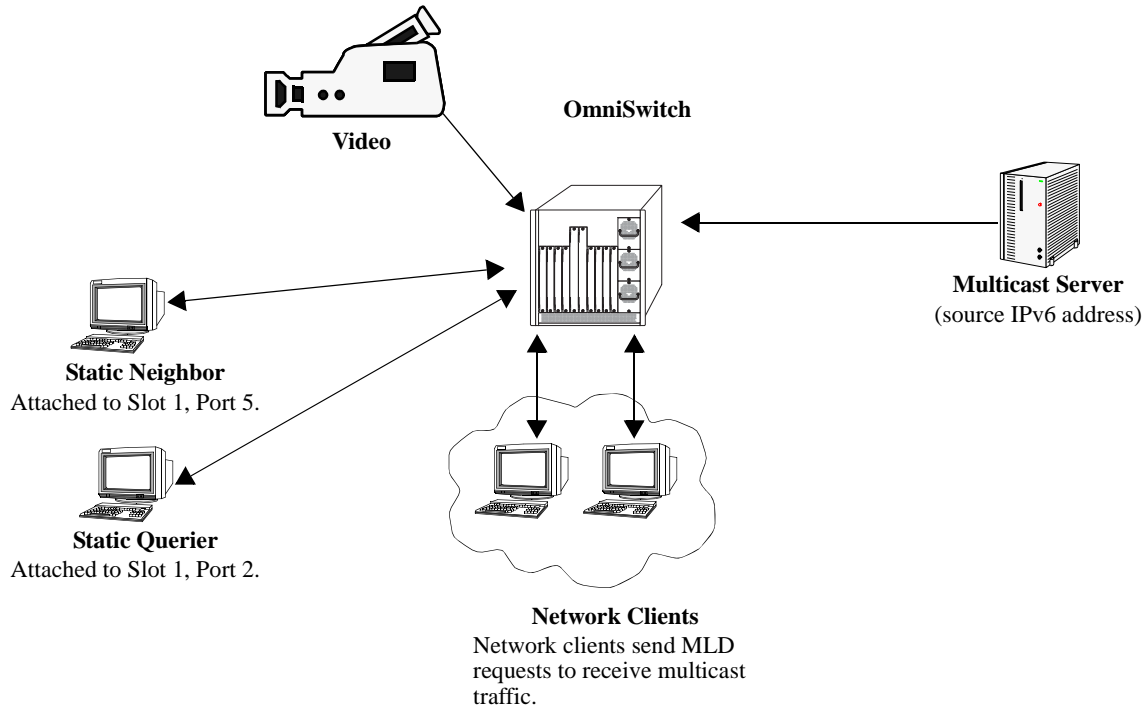 OmniSwitch
Video
Multicast Server
(source IPv6 address)
Static Neighbor
Attached to Slot 1, Port 5.
Static Querier
Attached to Slot 1, Port 2.
Network Clients
Network clients send MLD
requests to receive multicast
traffic.